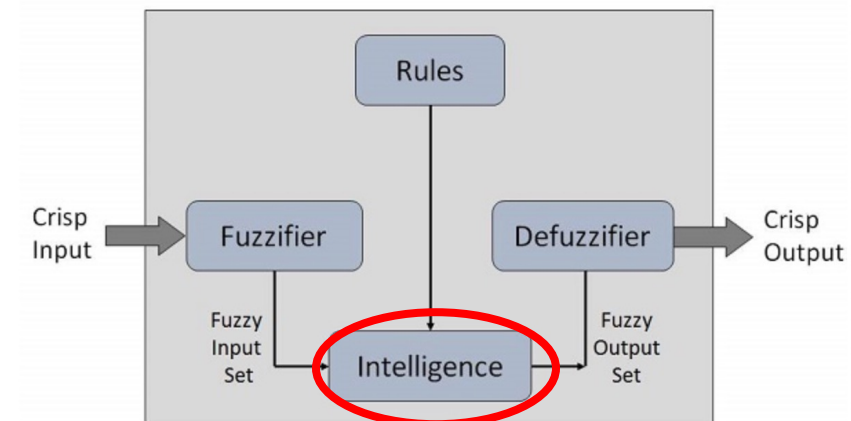 Rules
Crisp
Input
Fuzzifier
Defuzzifier
Crisp
Output
Fuzzy
Input
Set
Intelligence
Fuzzy
Output
Set